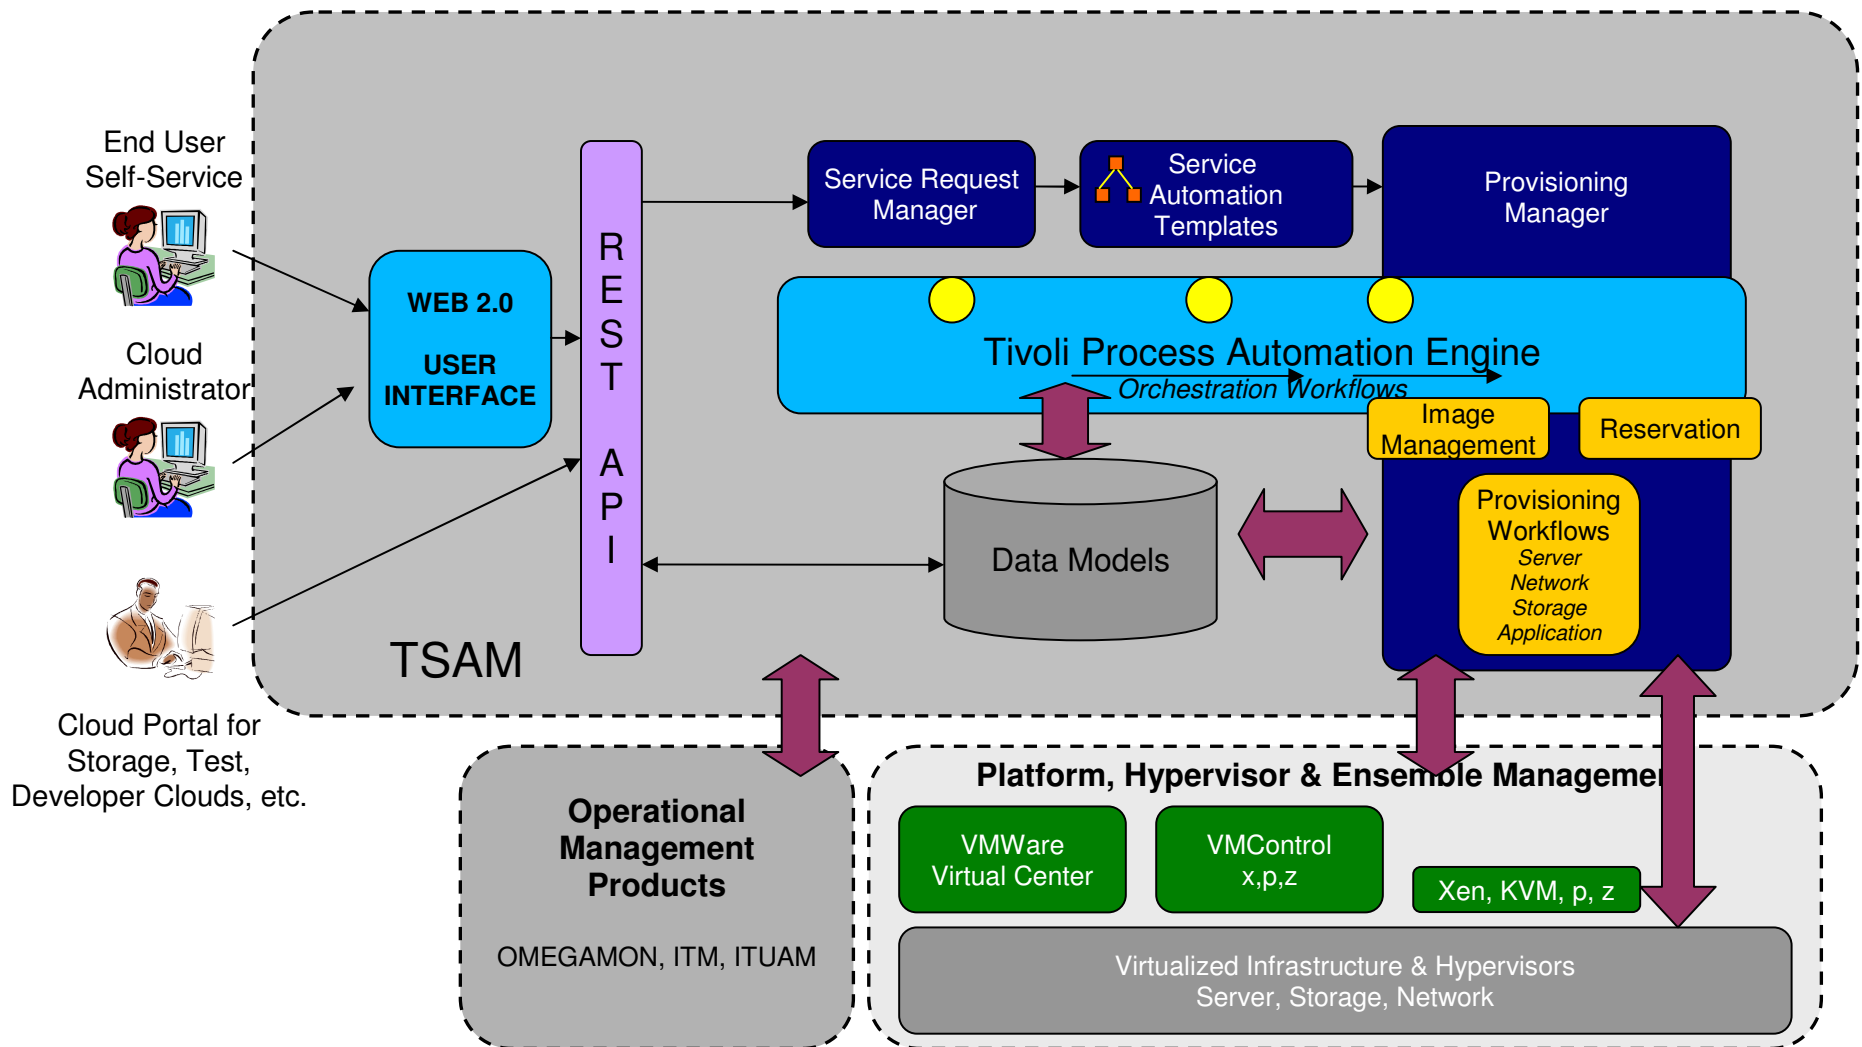 End User
Self-Service
Cloud
Administrator
Cloud Portal for
Storage, Test,
Developer Clouds, etc.
WEB 2.0
USER
INTERFACE
REST API
TSAM
Service Request
Manager
Service
Automation
Templates
Provisioning
Manager
Tivoli Process Automation Engine
Orchestration Workflows
Image
Management
Reservation
Provisioning
Workflows
Server
Network
Storage
Application
Data Models
Operational
Management
Products
OMEGAMON, ITM, ITUAM
Platform, Hypervisor & Ensemble Managemen
VMWare
Virtual Center
VMControl
x,p,z
Xen, KVM, p, z
Virtualized Infrastructure & Hypervisors
Server, Storage, Network